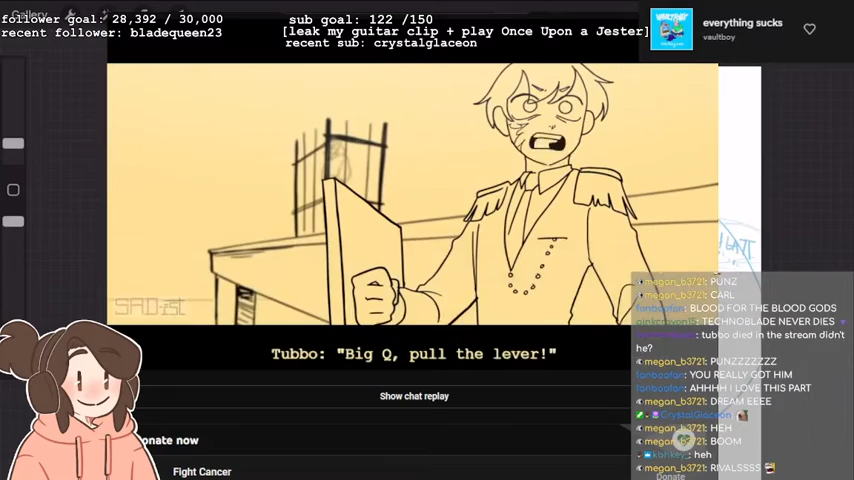 Gallery
follower goal: 28,392 / 30,000
recent follower: bladequeen23
sub goal: 122 /150
[leak my guitar clip + play Once Upon a Jester]
recent sub: crystalglaceon
everything sucks
vaultboy
SAD-ist
Tubbo: "Big Q, pull the lever!"
Show chat replay
onate now
Fight Cancer
Donate
megan_b3721: PUNZ
megan_b3721: CARL
fanboofan: BLOOD FOR THE BLOOD GODS
TECHNOBLADE NEVER DIES
tubbo died in the stream didn't
he?
megan_b3721: PUNZZZZZZZ
fanboofan: YOU REALLY GOT HIM
fanboofan: AHHHH I LOVE THIS PART
megan_b3721: DREAM EEEE
CrystalGlaceon:
megan_b3721: HEH
megan_b3721: BOOM
heh
megan_b3721: RIVALSSSS